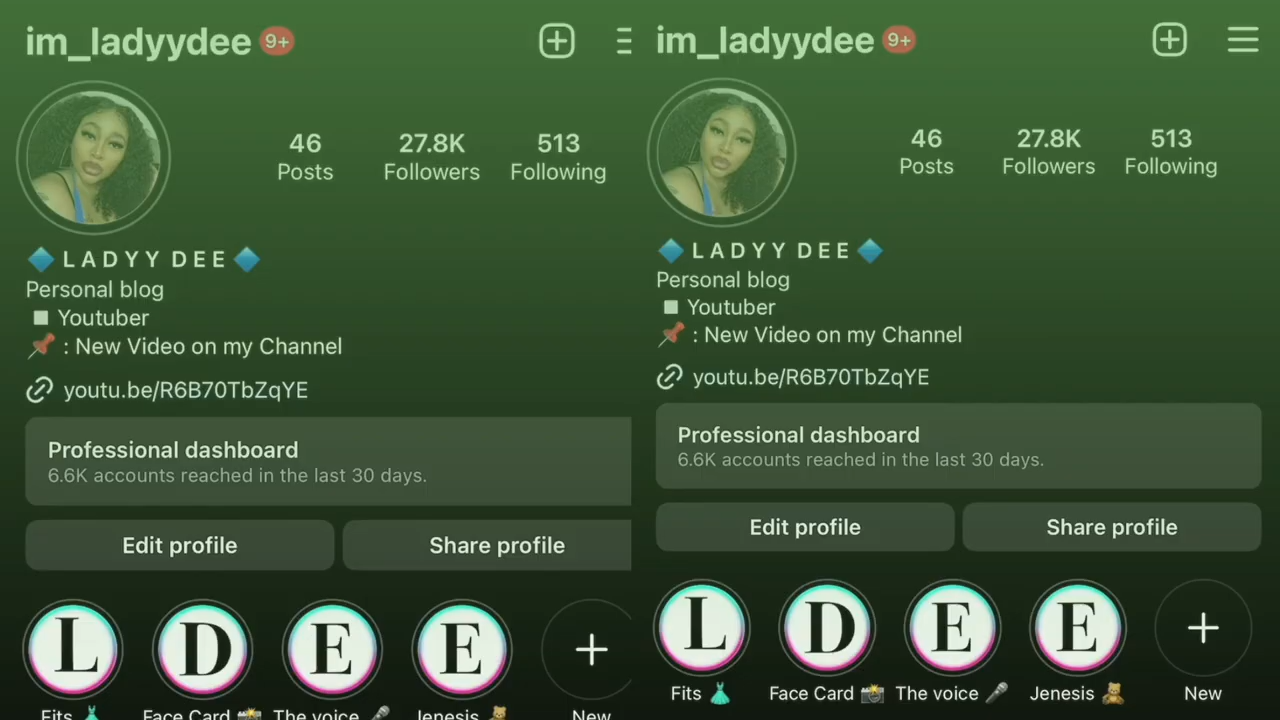 im_ladyydee 9+
46 27.8K 513
Posts Followers Following
🔷 L A D Y Y D E E 🔷
Personal blog
◽ Youtuber
📌 : New Video on my Channel
youtu.be/R6B70TbZqYE
Professional dashboard
6.6K accounts reached in the last 30 days.
Edit profile Share profile
L D E E
Fits 👗 Face Card 📸 The voice 🎤 Jenesis 🧸 New
im_ladyydee 9+
46 27.8K 513
Posts Followers Following
🔷 L A D Y Y D E E 🔷
Personal blog
◽ Youtuber
📌 : New Video on my Channel
youtu.be/R6B70TbZqYE
Professional dashboard
6.6K accounts reached in the last 30 days.
Edit profile Share profile
L D E E
Fits 👗 Face Card 📸 The voice 🎤 Jenesis 🧸 New